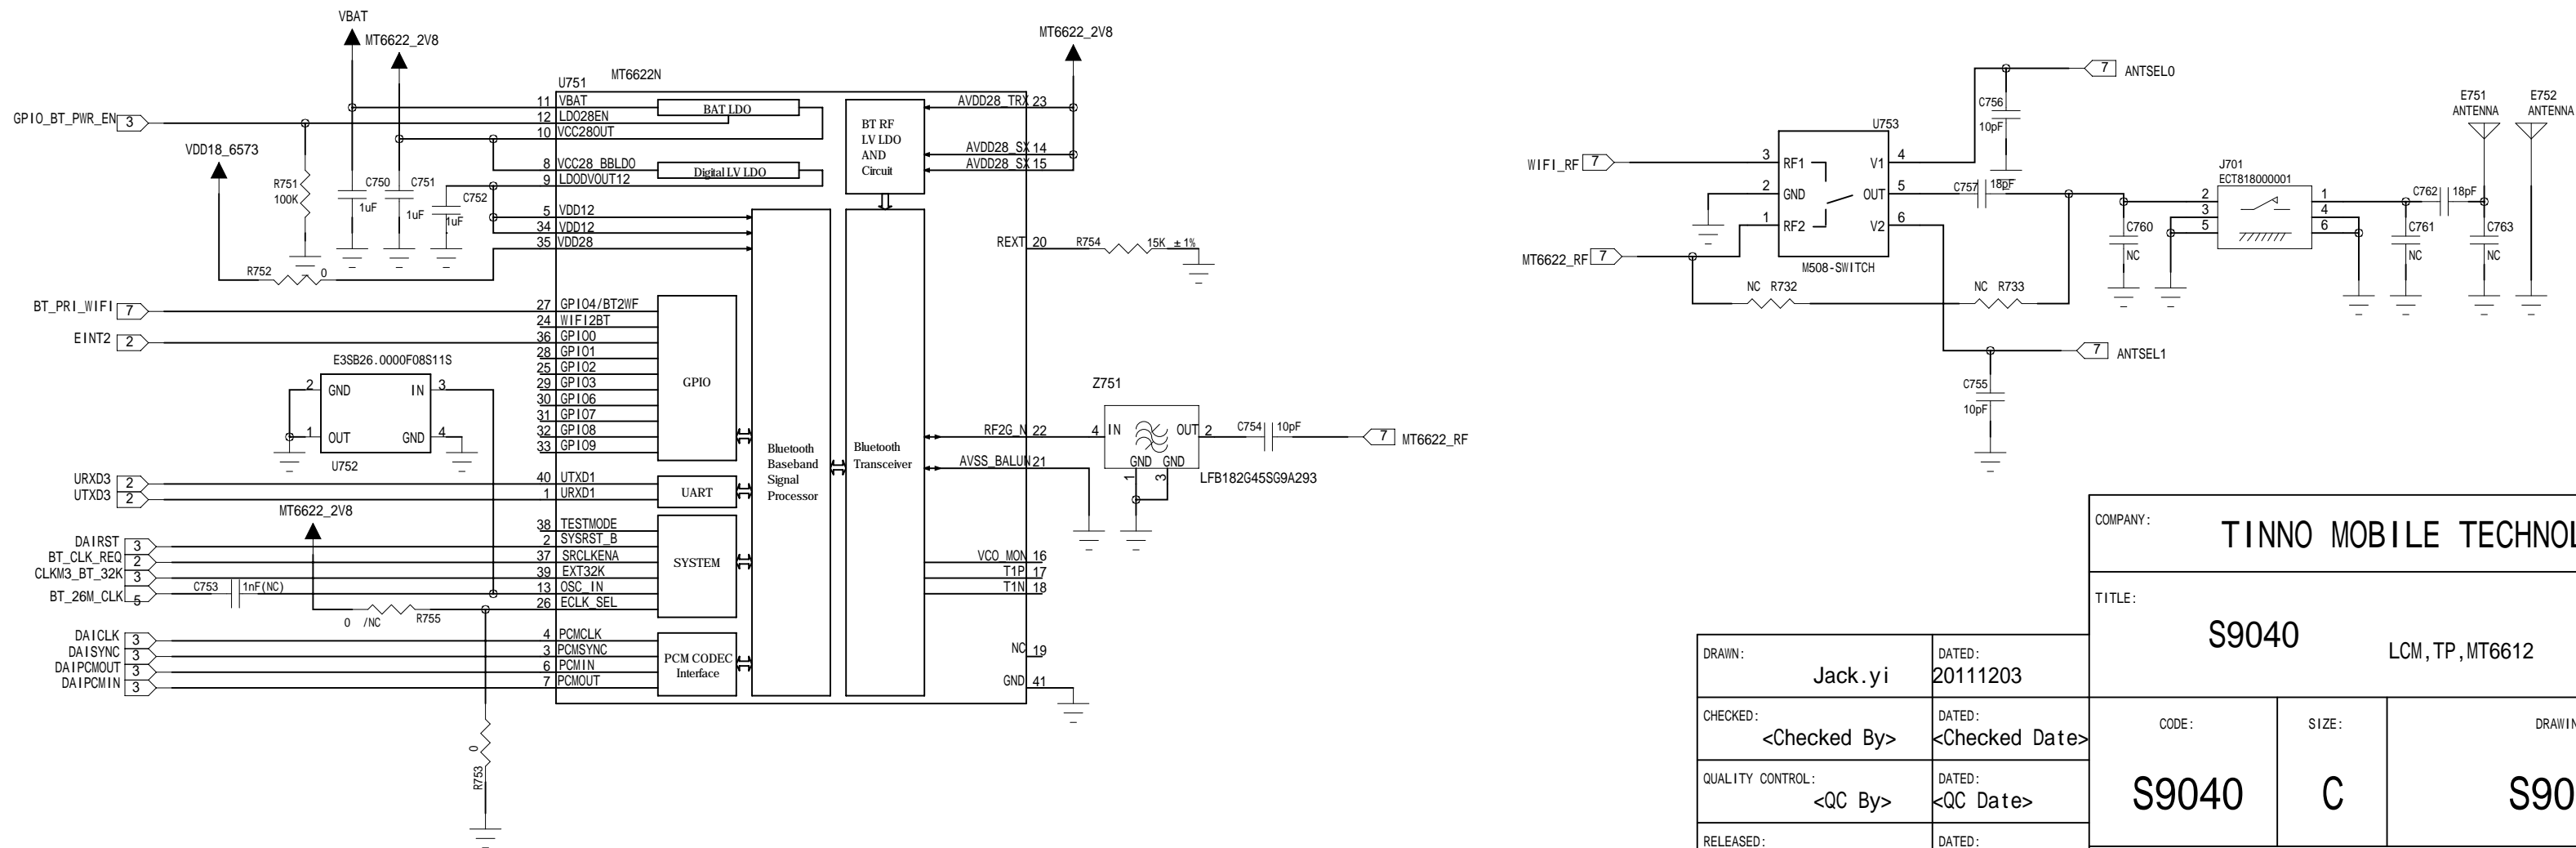 VBAT
MT6622_2V8
GPIO_BT_PWR_EN 3
VDD18_6573
R751
100K
C750
1uF
C751
1uF
C752
1uF
R752 0
BT_PRI_WIFI 7
EINT2 2
E3SB26.0000F08S11S
2 GND IN 3
1 OUT GND 4
U752
URXD3 2
UTXD3 2
MT6622_2V8
DAIRST 3
BT_CLK_REQ 2
CLKM3_BT_32K 3
BT_26M_CLK 5
C753 1nF(NC)
0 /NC R755
DAICLK 3
DAISYNC 3
DAIPCMOUT 3
DAIPCMIN 3
0
R753
U751 MT6622N
11 VBAT
12 LDO28EN
10 VCC28OUT
8 VCC28_BBLDO
9 LDODVOUT12
5 VDD12
34 VDD12
35 VDD28
27 GPIO4/BT2WF
24 WIFI2BT
36 GPIO0
28 GPIO1
25 GPIO2
29 GPIO3
30 GPIO6
31 GPIO7
32 GPIO8
33 GPIO9
40 UTXD1
1 URXD1
38 TESTMODE
2 SYSRST_B
37 SRCLKENA
39 EXT32K
13 OSC_IN
26 ECLK_SEL
4 PCMCLK
3 PCMSYNC
6 PCMIN
7 PCMOUT
BAT LDO
Digital LV LDO
GPIO
UART
SYSTEM
PCM CODEC
Interface
Bluetooth
Baseband
Signal
Processor
BT RF
LV LDO
AND
Circuit
Bluetooth
Transceiver
MT6622_2V8
AVDD28_TRX 23
AVDD28_SX 14
AVDD28_SX 15
REXT 20
R754 15K ±1%
RF2G_N 22
AVSS_BALUN 21
VCO_MON 16
T1P 17
T1N 18
NC 19
GND 41
Z751
4 IN OUT 2
GND GND
1 3
LFB182G45SG9A293
C754 10pF
7 MT6622_RF
WIFI_RF 7
MT6622_RF 7
U753
3 RF1 V1 4
2 GND OUT 5
1 RF2 V2 6
M508-SWITCH
C756
10pF
7 ANTSEL0
C757 18pF
NC R732
NC R733
7 ANTSEL1
C755
10pF
C760
NC
J701
ECT818000001
2 1
3 4
5 6
C761
NC
C762 18pF
C763
NC
E751
ANTENNA
E752
ANTENNA
COMPANY:
TINNO MOBILE TECHNOL
TITLE:
S9040 LCM,TP,MT6612
DRAWN:
Jack.yi
DATED:
20111203
CHECKED:
<Checked By>
DATED:
<Checked Date>
CODE:
S9040
SIZE:
C
DRAWIN
S90
QUALITY CONTROL:
<QC By>
DATED:
<QC Date>
RELEASED:
DATED: